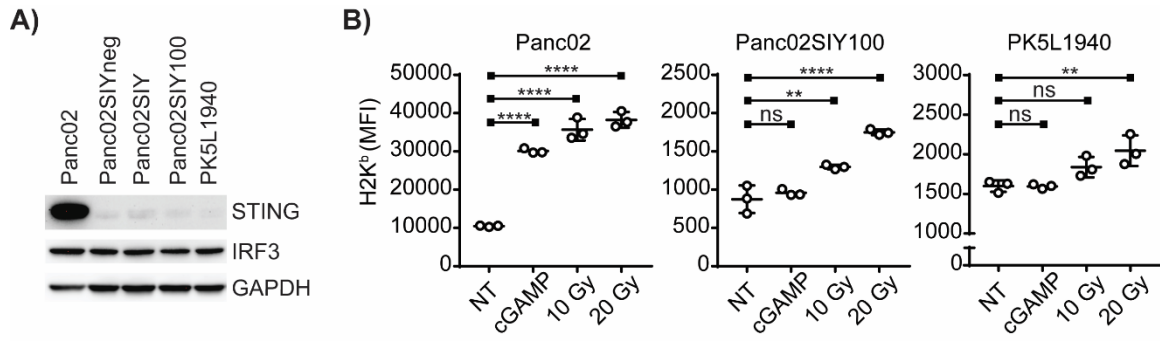 A)
Panc02
Panc02SIYneg
Panc02SIY
Panc02SIY100
PK5L1940
STING
IRF3
GAPDH
B)
Panc02
H2Kᵇ (MFI)
50000
40000
30000
20000
10000
0
****
****
****
NT
cGAMP
10 Gy
20 Gy
Panc02SIY100
2500
2000
1500
1000
500
0
****
**
ns
NT
cGAMP
10 Gy
20 Gy
PK5L1940
3000
2500
2000
1500
1000
0
**
ns
ns
NT
cGAMP
10 Gy
20 Gy